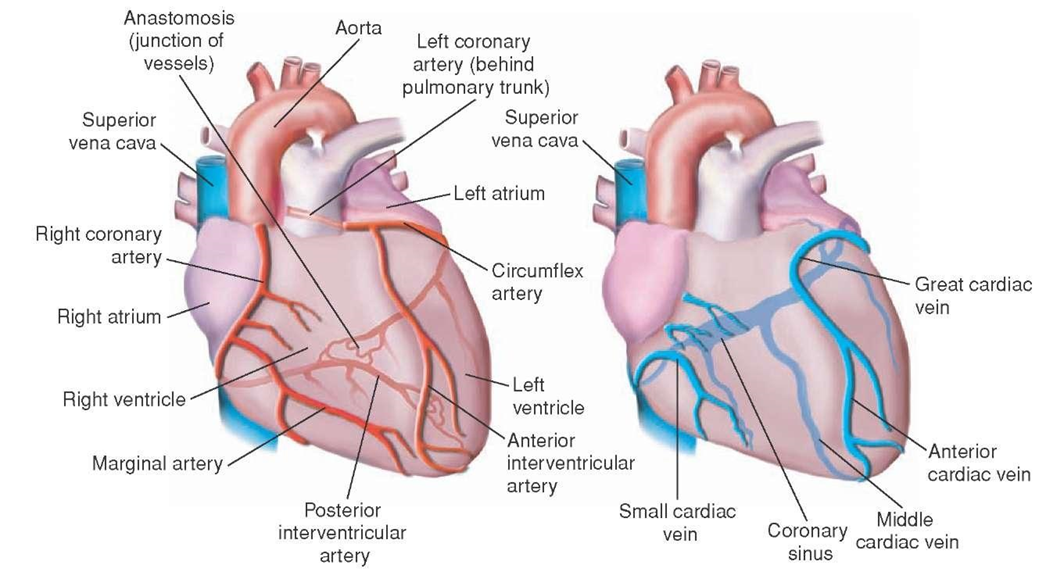 Anastomosis
(junction of
vessels)
Aorta
Left coronary
artery (behind
pulmonary trunk)
Superior
vena cava
Left atrium
Right coronary
artery
Circumflex
artery
Right atrium
Right ventricle
Left
ventricle
Marginal artery
Anterior
interventricular
artery
Posterior
interventricular
artery
Superior
vena cava
Great cardiac
vein
Anterior
cardiac vein
Small cardiac
vein
Coronary
sinus
Middle
cardiac vein